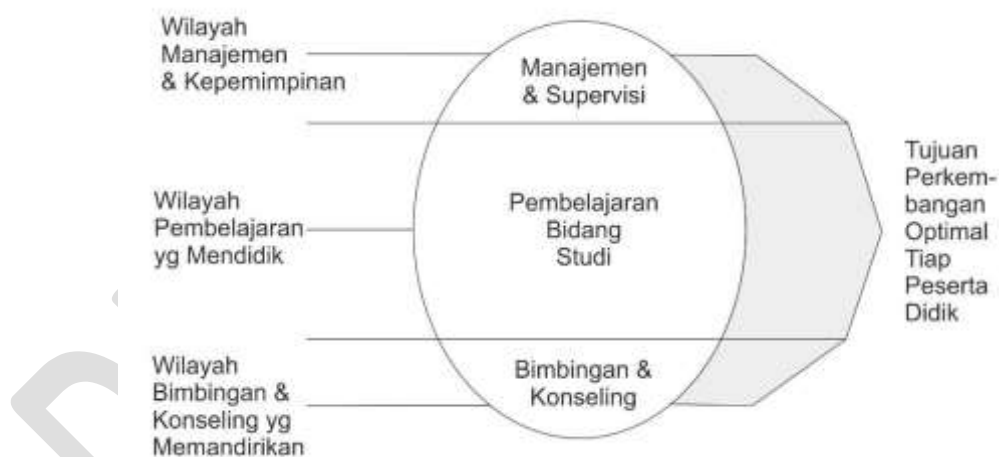 Wilayah
Manajemen
& Kepemimpinan
Manajemen
& Supervisi
Wilayah
Pembelajaran
yg Mendidik
Pembelajaran
Bidang
Studi
Tujuan
Perkem-
bangan
Optimal
Tiap
Peserta
Didik
Wilayah
Bimbingan &
Konseling yg
Memandirikan
Bimbingan &
Konseling